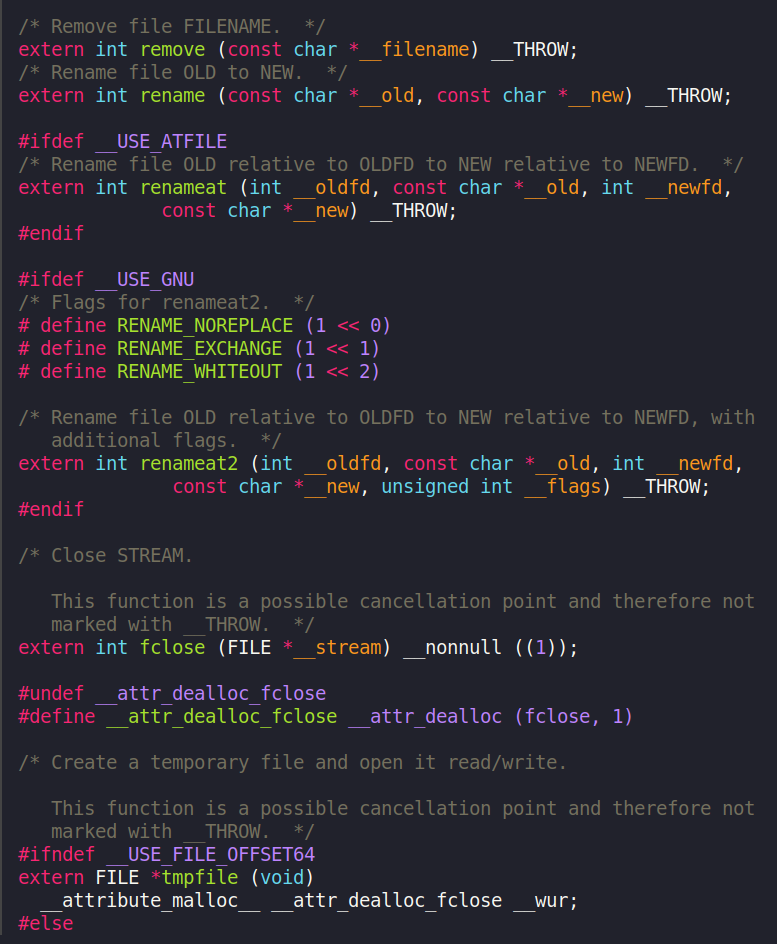 /* Remove file FILENAME.  */
extern int remove (const char *__filename) __THROW;
/* Rename file OLD to NEW.  */
extern int rename (const char *__old, const char *__new) __THROW;

#ifdef __USE_ATFILE
/* Rename file OLD relative to OLDFD to NEW relative to NEWFD.  */
extern int renameat (int __oldfd, const char *__old, int __newfd,
             const char *__new) __THROW;
#endif

#ifdef __USE_GNU
/* Flags for renameat2.  */
# define RENAME_NOREPLACE (1 << 0)
# define RENAME_EXCHANGE (1 << 1)
# define RENAME_WHITEOUT (1 << 2)

/* Rename file OLD relative to OLDFD to NEW relative to NEWFD, with
   additional flags.  */
extern int renameat2 (int __oldfd, const char *__old, int __newfd,
              const char *__new, unsigned int __flags) __THROW;
#endif

/* Close STREAM.

   This function is a possible cancellation point and therefore not
   marked with __THROW.  */
extern int fclose (FILE *__stream) __nonnull ((1));

#undef __attr_dealloc_fclose
#define __attr_dealloc_fclose __attr_dealloc (fclose, 1)

/* Create a temporary file and open it read/write.

   This function is a possible cancellation point and therefore not
   marked with __THROW.  */
#ifndef __USE_FILE_OFFSET64
extern FILE *tmpfile (void)
  __attribute_malloc__ __attr_dealloc_fclose __wur;
#else